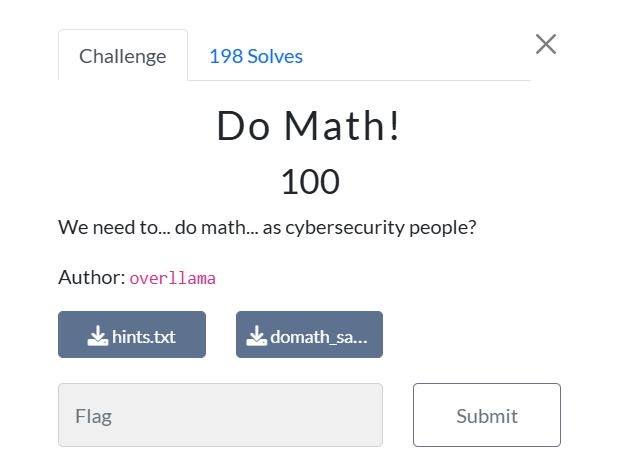 Challenge
198 Solves
Do Math!
100
We need to... do math... as cybersecurity people?
Author: overllama
hints.txt
domath_sa...
Flag
Submit